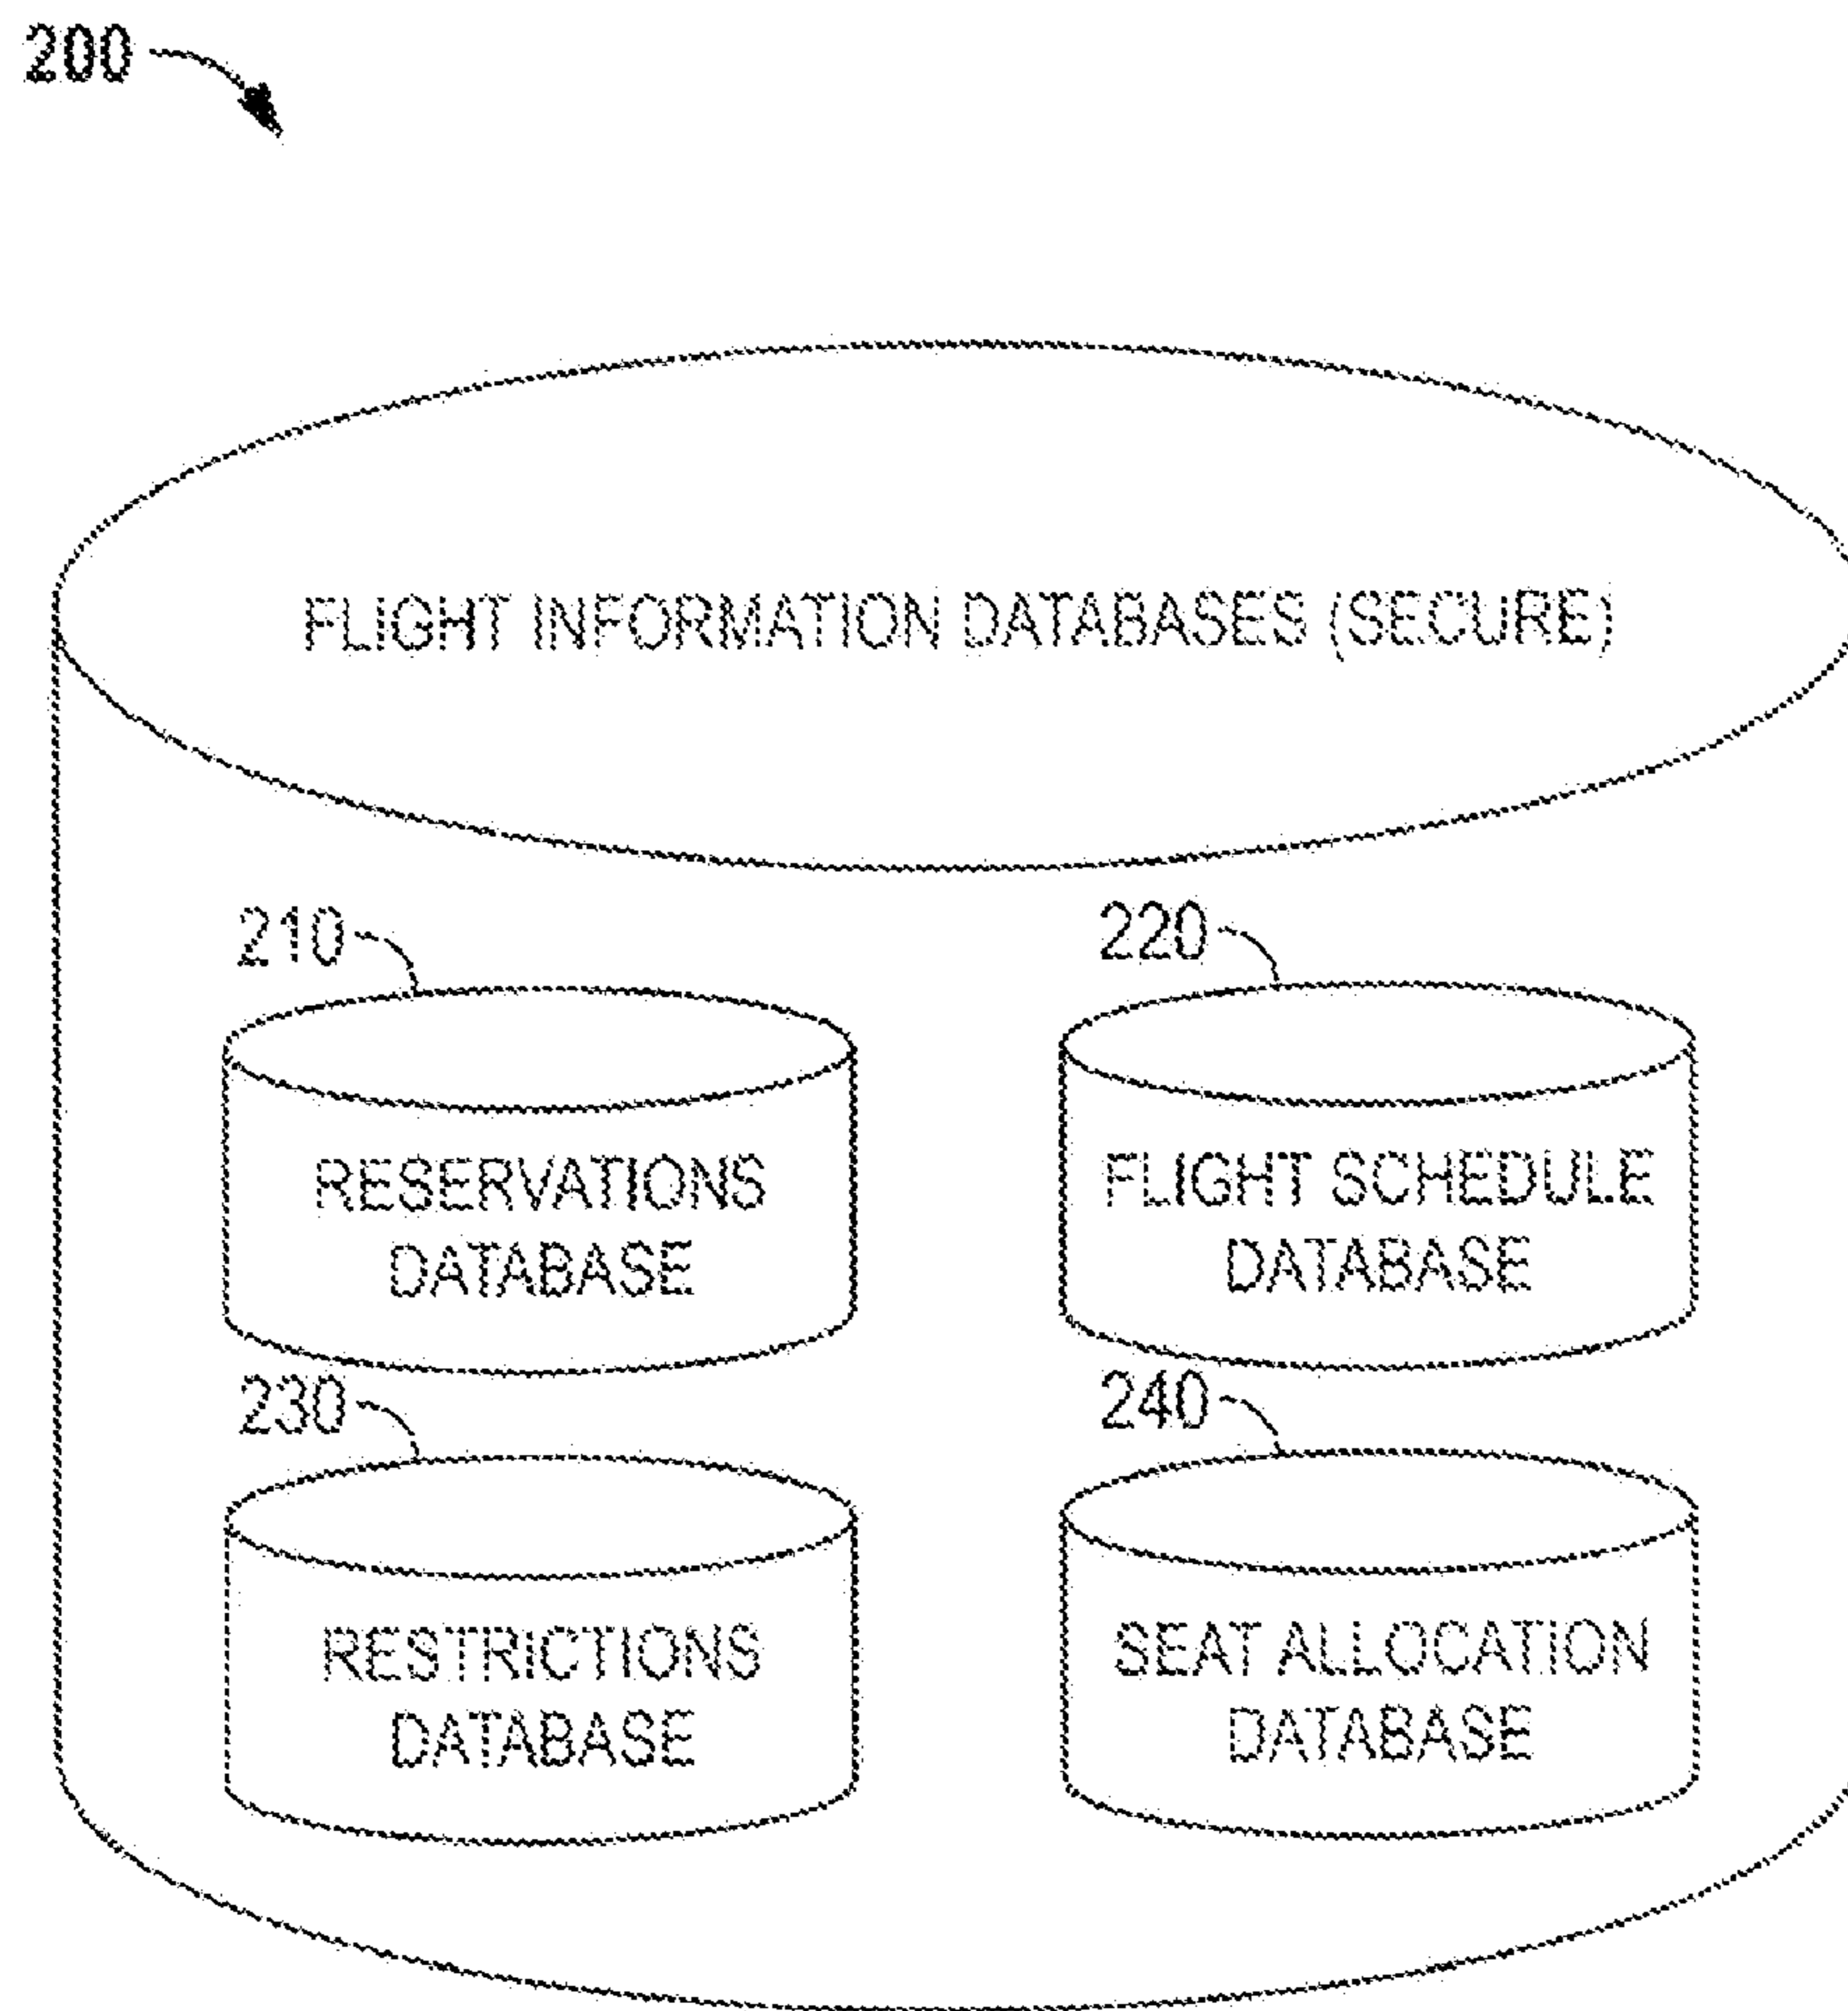 200
FLIGHT INFORMATION DATABASES (SECURE)
210
220
RESERVATIONS
DATABASE
FLIGHT SCHEDULE
DATABASE
230
240
RESTRICTIONS
DATABASE
SEAT ALLOCATION
DATABASE